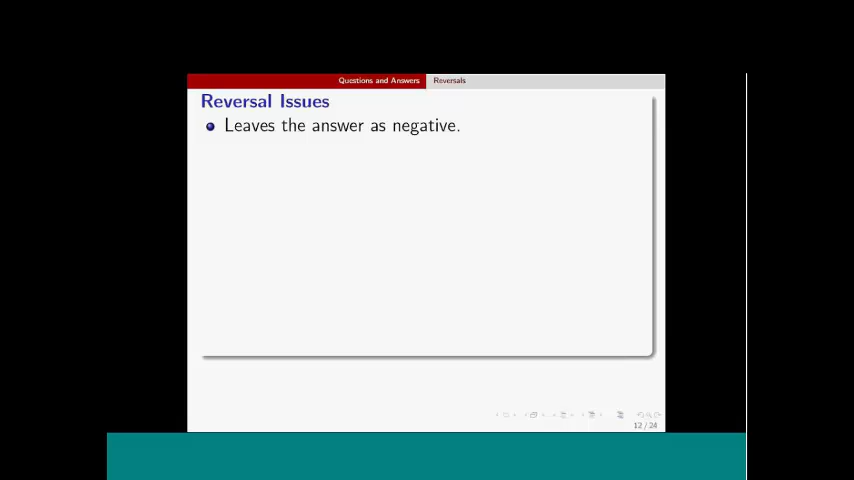 Questions and Answers Reversals
Reversal Issues
Leaves the answer as negative.
12 / 24